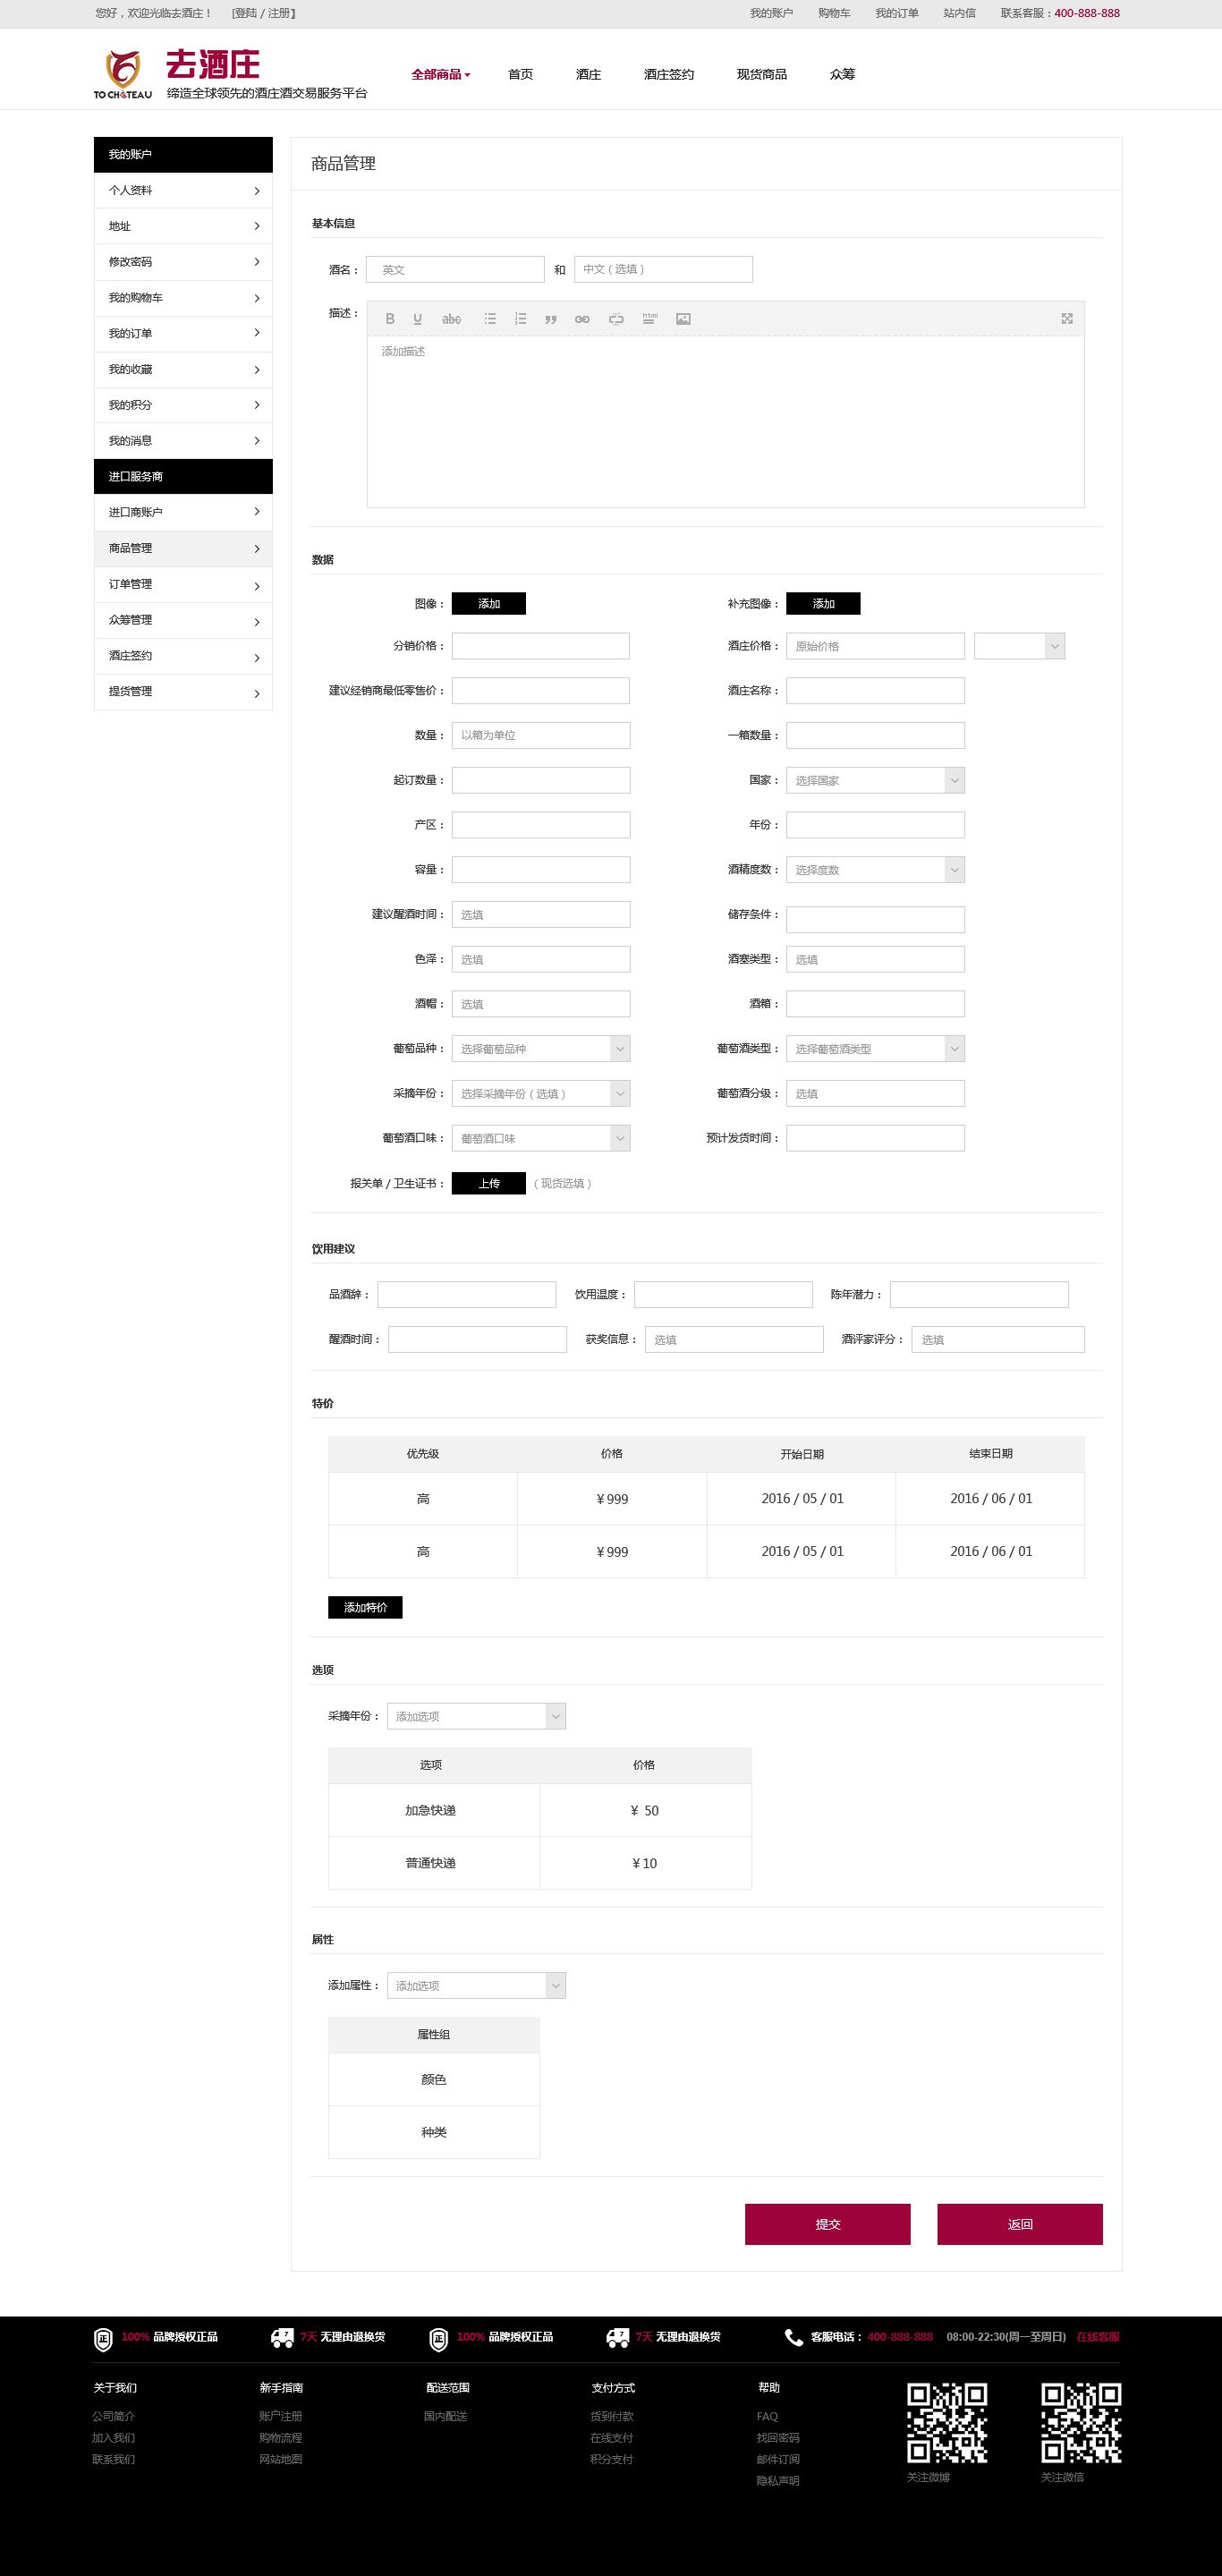 您好，欢迎光临去酒庄！ [登陆 / 注册】 我的账户 购物车 我的订单 站内信 联系客服：400-888-888
去酒庄
TO CHATEAU 缔造全球领先的酒庄酒交易服务平台
全部商品 首页 酒庄 酒庄签约 现货商品 众筹
我的账户
个人资料
地址
修改密码
我的购物车
我的订单
我的收藏
我的积分
我的消息
进口服务商
进口商账户
商品管理
订单管理
众筹管理
酒庄签约
提货管理
商品管理
基本信息
酒名： 英文 和 中文（选填）
描述： B U abc html
添加描述
数据
图像： 添加 补充图像： 添加
分销价格： 酒庄价格： 原始价格
建议经销商最低零售价： 酒庄名称：
数量： 以箱为单位 一箱数量：
起订数量： 国家： 选择国家
产区： 年份：
容量： 酒精度数： 选择度数
建议醒酒时间： 选填 储存条件：
色泽： 选填 酒塞类型： 选填
酒帽： 选填 酒箱：
葡萄品种： 选择葡萄品种 葡萄酒类型： 选择葡萄酒类型
采摘年份： 选择采摘年份（选填） 葡萄酒分级： 选填
葡萄酒口味： 葡萄酒口味 预计发货时间：
报关单 / 卫生证书： 上传 （现货选填）
饮用建议
品酒辞： 饮用温度： 陈年潜力：
醒酒时间： 获奖信息： 选填 酒评家评分： 选填
特价
优先级 价格 开始日期 结束日期
高 ￥999 2016 / 05 / 01 2016 / 06 / 01
高 ￥999 2016 / 05 / 01 2016 / 06 / 01
添加特价
选项
采摘年份： 添加选项
选项 价格
加急快递 ￥ 50
普通快递 ￥10
属性
添加属性： 添加选项
属性组
颜色
种类
提交 返回
正 100% 品牌授权正品 7 7天 无理由退换货 正 100% 品牌授权正品 7 7天 无理由退换货 客服电话：400-888-888 08:00-22:30(周一至周日) 在线客服
关于我们 新手指南 配送范围 支付方式 帮助
公司简介 账户注册 国内配送 货到付款 FAQ
加入我们 购物流程 在线支付 找回密码
联系我们 网站地图 积分支付 邮件订阅
关注微博 关注微信
隐私声明